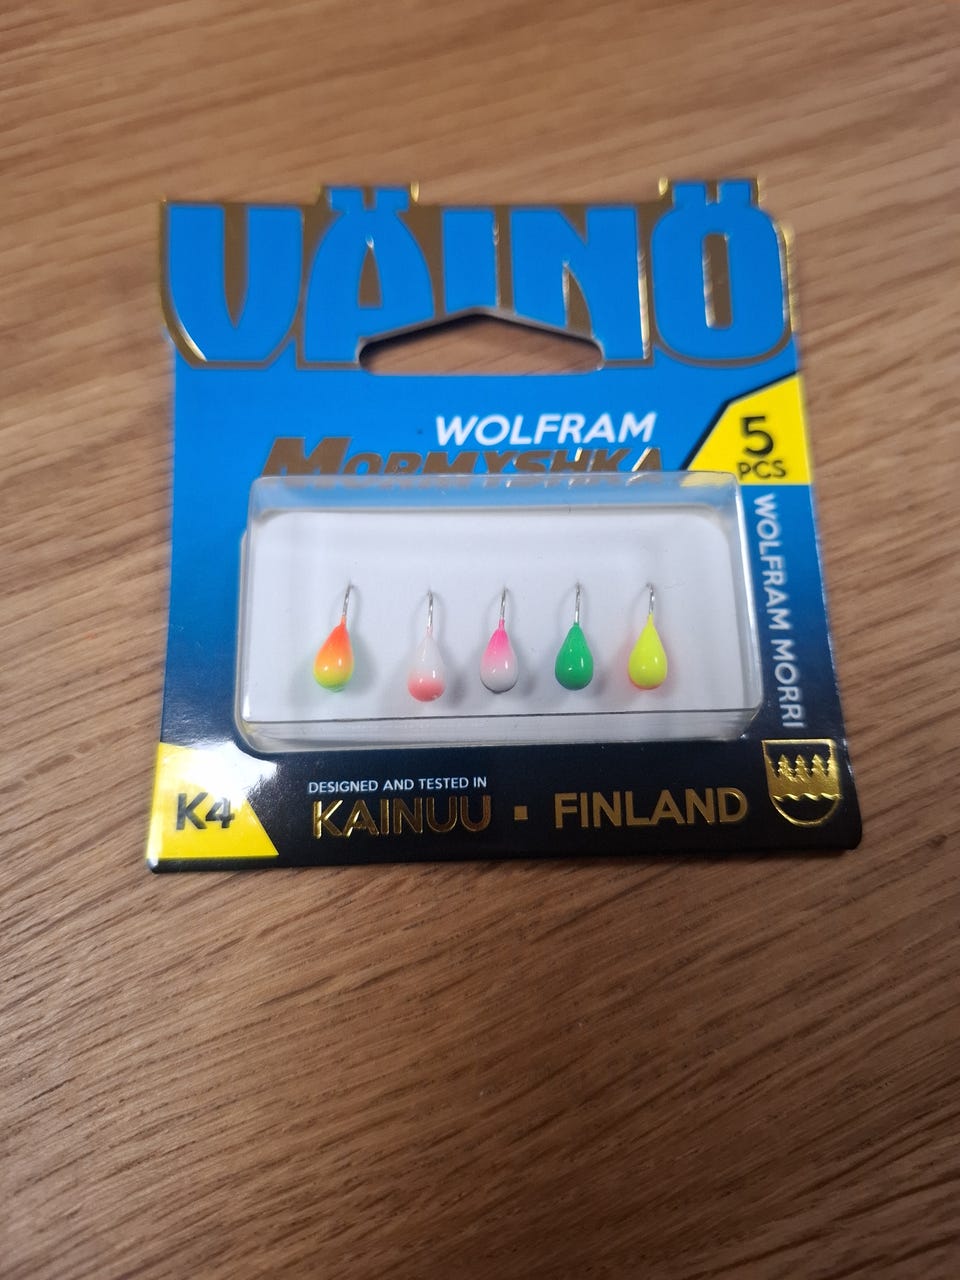 VÄINÖ
WOLFRAM
MORMYSHKA
5
PCS
WOLFRAM MORRI
K4
DESIGNED AND TESTED IN
KAINUU ▪ FINLAND